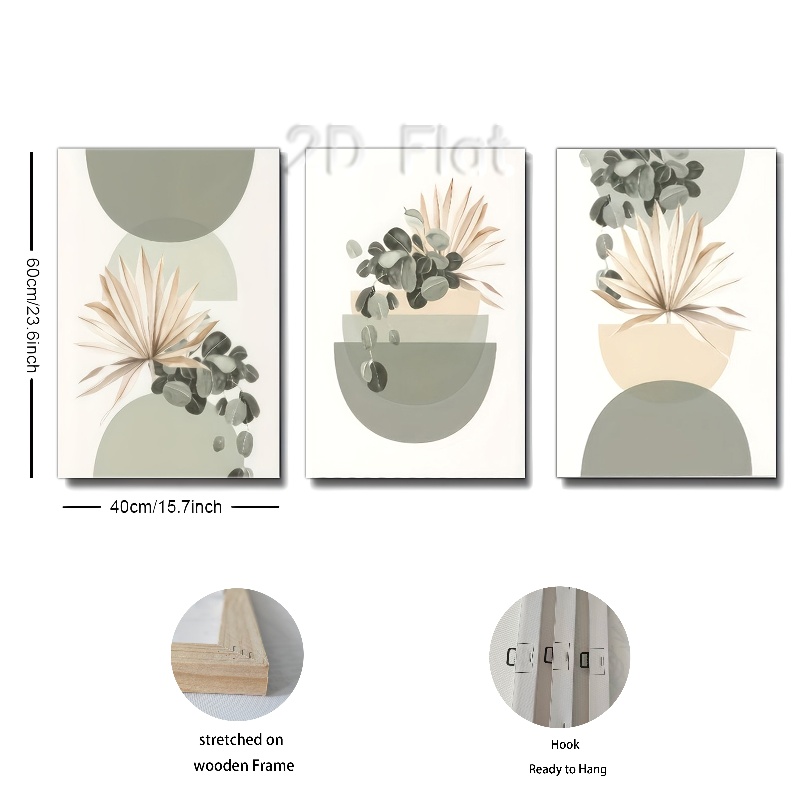 2D Flat
60cm/23.6inch
40cm/15.7inch
stretched on
wooden Frame
Hook
Ready to Hang